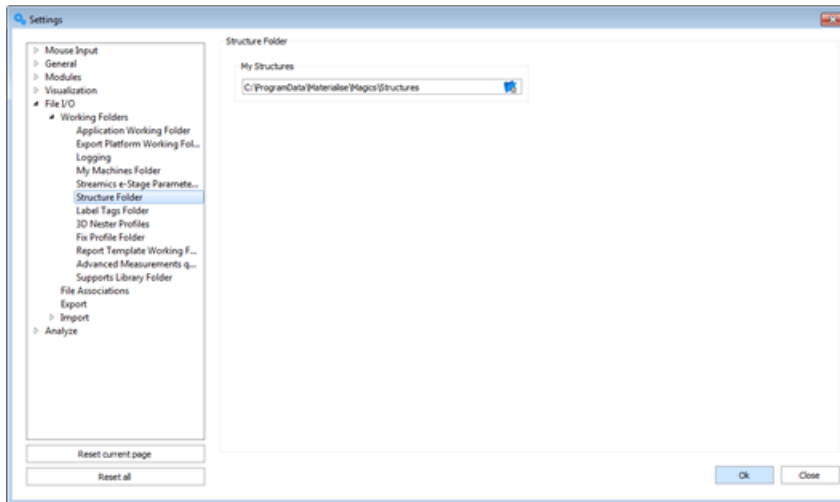 Settings
Mouse Input
General
Modules
Visualization
File I/O
Working Folders
Application Working Folder
Export Platform Working Fol...
Logging
My Machines Folder
Streamics e-Stage Paramete...
Structure Folder
Label Tags Folder
3D Nester Profiles
Fix Profile Folder
Report Template Working F...
Advanced Measurements q...
Supports Library Folder
File Associations
Export
Import
Analyze
Reset current page
Reset all
Structure Folder
My Structures
C:\ProgramData\Materialise\Magics\Structures
Ok
Close